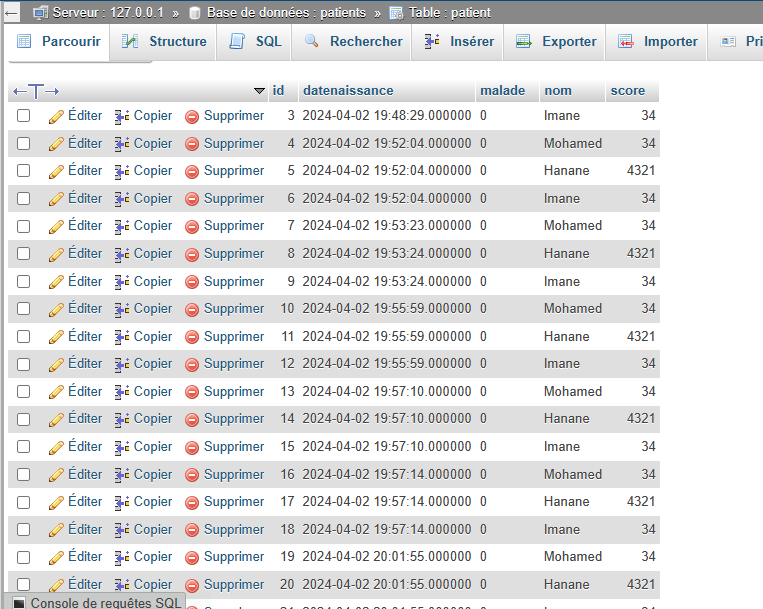 Serveur : 127.0.0.1 » Base de données : patients » Table : patient
Parcourir Structure SQL Rechercher Insérer Exporter Importer Pri
id datenaissance malade nom score
Éditer Copier Supprimer 3 2024-04-02 19:48:29.000000 0 Imane 34
Éditer Copier Supprimer 4 2024-04-02 19:52:04.000000 0 Mohamed 34
Éditer Copier Supprimer 5 2024-04-02 19:52:04.000000 0 Hanane 4321
Éditer Copier Supprimer 6 2024-04-02 19:52:04.000000 0 Imane 34
Éditer Copier Supprimer 7 2024-04-02 19:53:23.000000 0 Mohamed 34
Éditer Copier Supprimer 8 2024-04-02 19:53:24.000000 0 Hanane 4321
Éditer Copier Supprimer 9 2024-04-02 19:53:24.000000 0 Imane 34
Éditer Copier Supprimer 10 2024-04-02 19:55:59.000000 0 Mohamed 34
Éditer Copier Supprimer 11 2024-04-02 19:55:59.000000 0 Hanane 4321
Éditer Copier Supprimer 12 2024-04-02 19:55:59.000000 0 Imane 34
Éditer Copier Supprimer 13 2024-04-02 19:57:10.000000 0 Mohamed 34
Éditer Copier Supprimer 14 2024-04-02 19:57:10.000000 0 Hanane 4321
Éditer Copier Supprimer 15 2024-04-02 19:57:10.000000 0 Imane 34
Éditer Copier Supprimer 16 2024-04-02 19:57:14.000000 0 Mohamed 34
Éditer Copier Supprimer 17 2024-04-02 19:57:14.000000 0 Hanane 4321
Éditer Copier Supprimer 18 2024-04-02 19:57:14.000000 0 Imane 34
Éditer Copier Supprimer 19 2024-04-02 20:01:55.000000 0 Mohamed 34
Éditer Copier Supprimer 20 2024-04-02 20:01:55.000000 0 Hanane 4321
Console de requêtes SQL